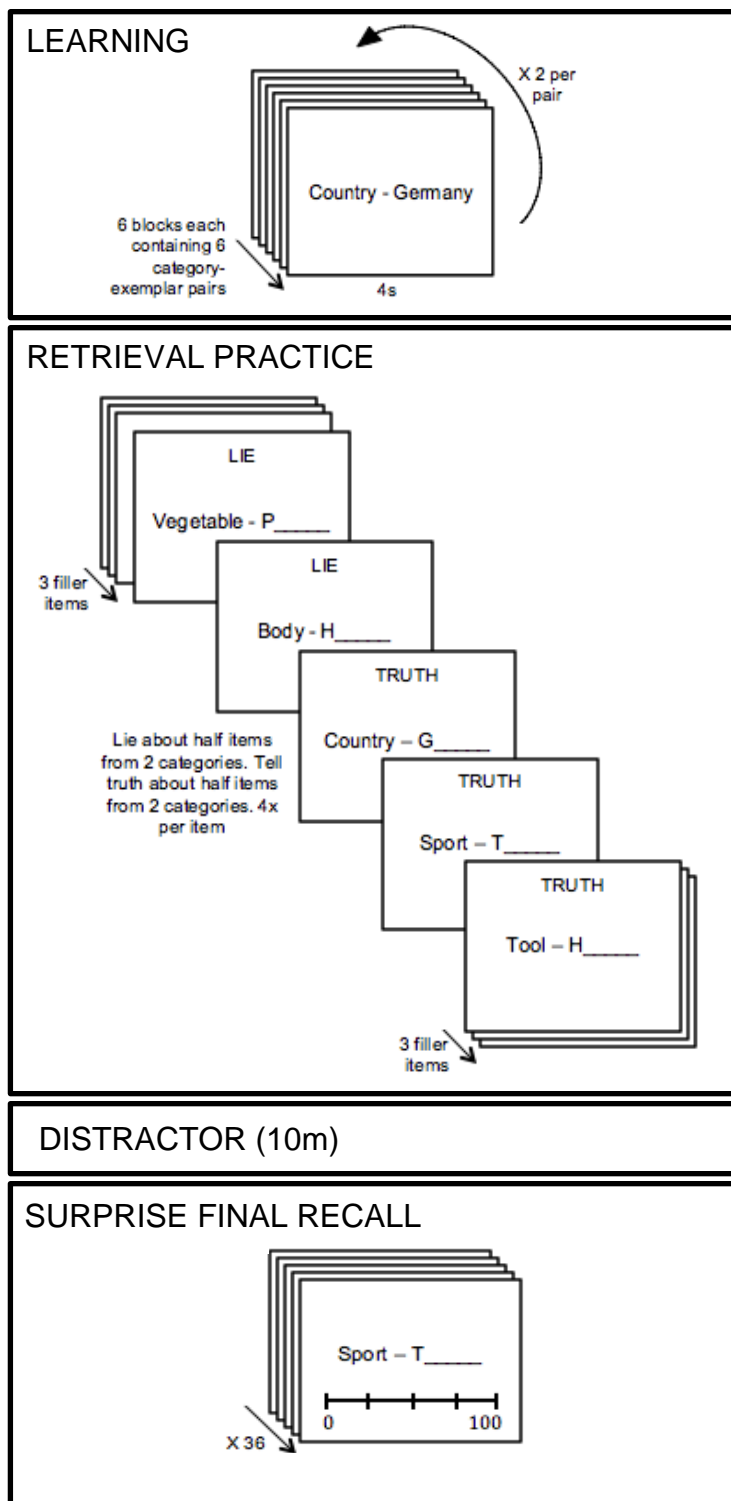 LEARNING
X 2 per
pair
Country - Germany
6 blocks each
containing 6
category-
exemplar pairs
4s
RETRIEVAL PRACTICE
LIE
Vegetable - P_____
3 filler
items
LIE
Body - H_____
TRUTH
Country – G_____
Lie about half items
from 2 categories. Tell
truth about half items
from 2 categories. 4x
per item
TRUTH
Sport – T_____
TRUTH
Tool – H_____
3 filler
items
DISTRACTOR (10m)
SURPRISE FINAL RECALL
Sport – T_____
0 100
X 36